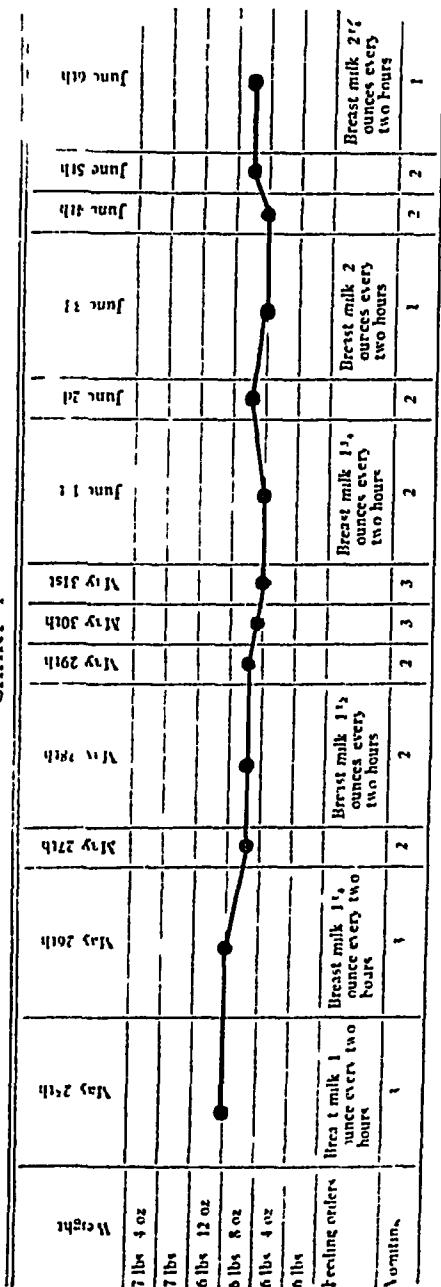 Weight
May 25th
May 26th
May 27th
May 28th
May 29th
May 30th
May 31st
June 1st
June 2d
June 3d
June 4th
June 5th
June 6th
7 lbs 4 oz
7 lbs
6 lbs 12 oz
6 lbs 8 oz
6 lbs 4 oz
6 lbs
Feeding orders
Breast milk 1
ounce every two
hours
Breast milk 1¼
ounce every two
hours
Breast milk 1½
ounces every
two hours
Breast milk 1¾
ounces every
two hours
Breast milk 2
ounces every
two hours
Breast milk
ounces every
two hours
Vomiting
2
2
2
3
3
2
2
1
2
2
1